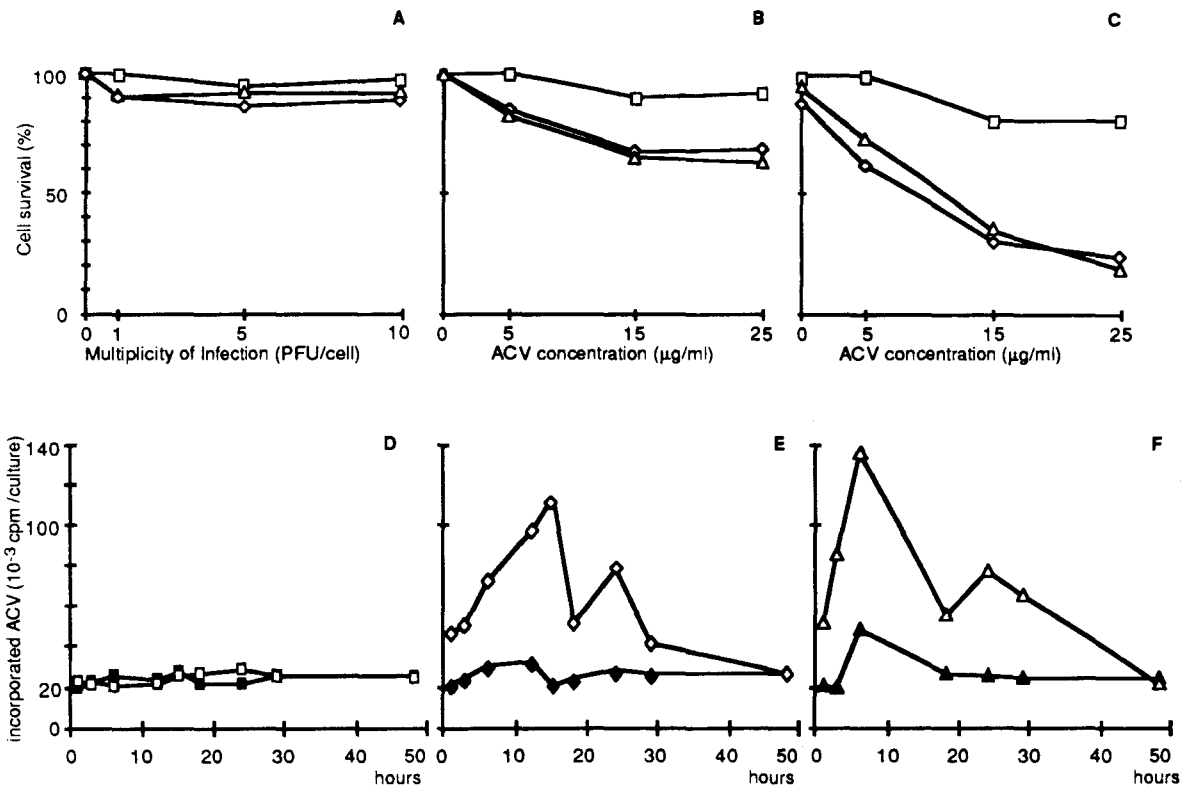 A
B
C
Cell survival (%)
100
50
0
0 1 5 10
Multiplicity of Infection (PFU/cell)
0 5 15 25
ACV concentration (µg/ml)
0 5 15 25
ACV concentration (µg/ml)
D
E
F
incorporated ACV (10-3 cpm /culture)
140
100
20
0
0 10 20 30 40 50
hours
0 10 20 30 40 50
hours
0 10 20 30 40 50
hours